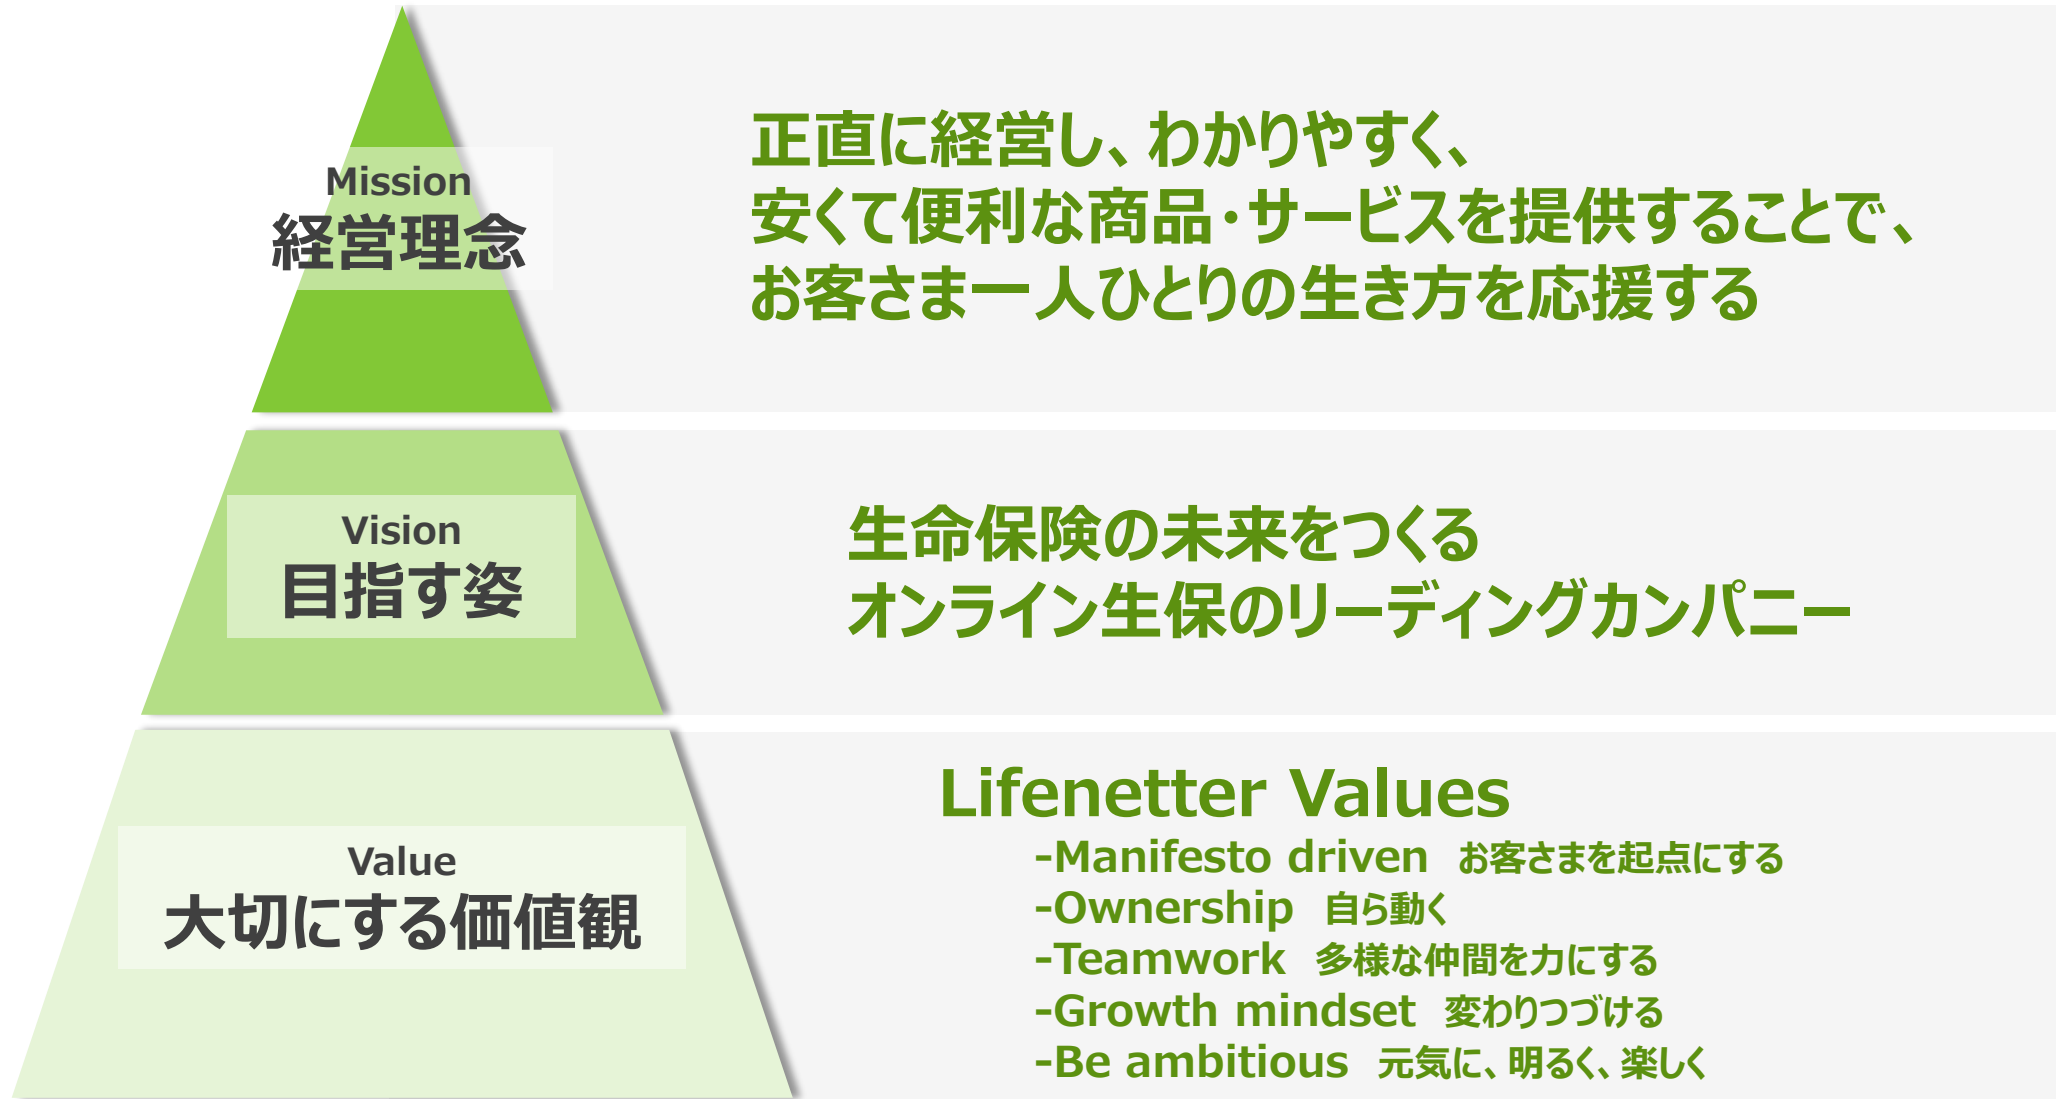 Mission
経営理念
正直に経営し、わかりやすく、
安くて便利な商品・サービスを提供することで、
お客さま一人ひとりの生き方を応援する
Vision
目指す姿
生命保険の未来をつくる
オンライン生保のリーディングカンパニー
Value
大切にする価値観
Lifenetter Values
-Manifesto driven お客さまを起点にする
-Ownership 自ら動く
-Teamwork 多様な仲間を力にする
-Growth mindset 変わりつづける
-Be ambitious 元気に、明るく、楽しく